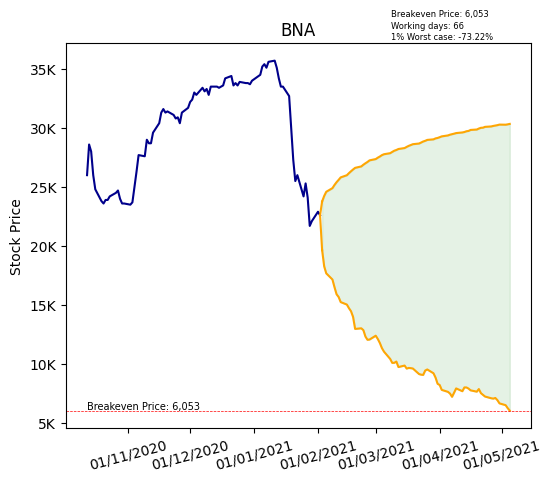 Breakeven Price: 6,053
Working days: 66
1% Worst case: -73.22%
BNA
Stock Price
35K
30K
25K
20K
15K
10K
5K
Breakeven Price: 6,053
01/11/2020
01/12/2020
01/01/2021
01/02/2021
01/03/2021
01/04/2021
01/05/2021